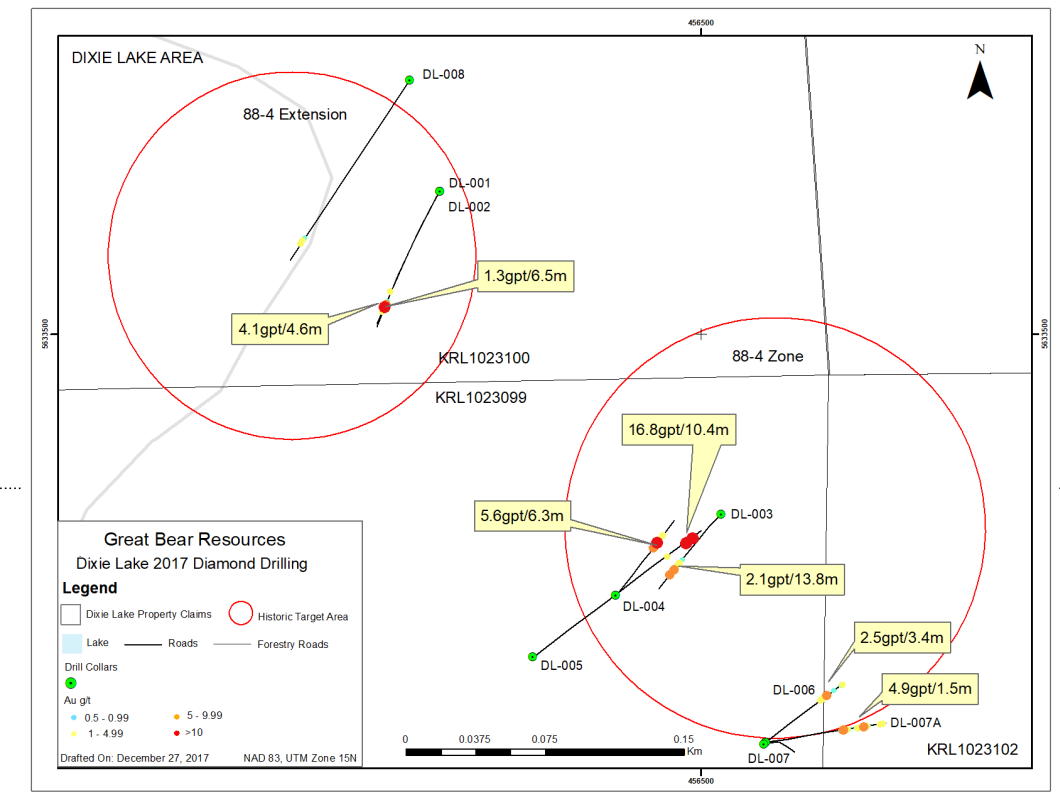 456500
DIXIE LAKE AREA
N
DL-008
88-4 Extension
DL-001
DL-002
1.3gpt/6.5m
4.1gpt/4.6m
5633500
5633500
88-4 Zone
KRL1023100
KRL1023099
16.8gpt/10.4m
5.6gpt/6.3m
DL-003
2.1gpt/13.8m
DL-004
DL-005
2.5gpt/3.4m
DL-006
4.9gpt/1.5m
DL-007A
DL-007
KRL1023102
Great Bear Resources
Dixie Lake 2017 Diamond Drilling
Legend
Dixie Lake Property Claims
Historic Target Area
Lake
Roads
Forestry Roads
Drill Collars
Au g/t
0.5 - 0.99
5 - 9.99
1 - 4.99
>10
Drafted On: December 27, 2017
NAD 83, UTM Zone 15N
0 0.0375 0.075 0.15
Km
456500